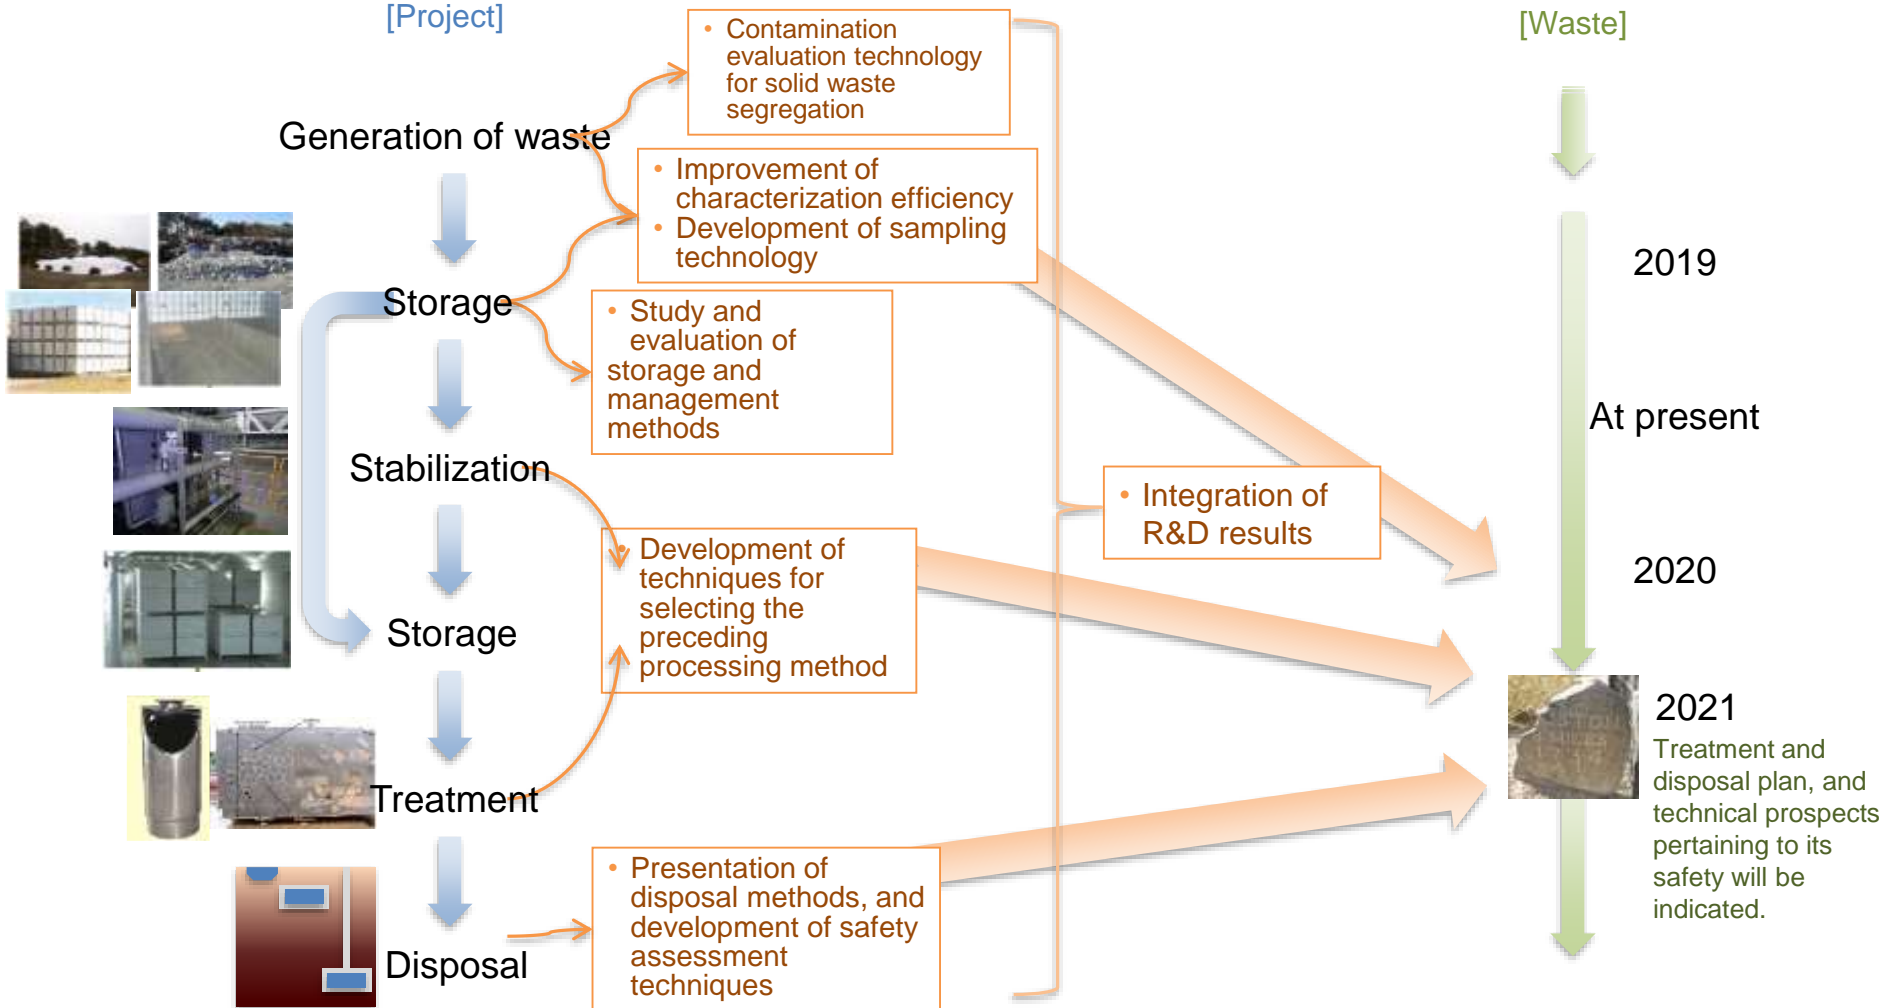 [Project]
[Waste]
• Contamination
evaluation technology
for solid waste
segregation
Generation of waste
• Improvement of
characterization efficiency
• Development of sampling
technology
2019
Storage
• Study and
evaluation of
storage and
management
methods
At present
Stabilization
• Integration of
R&D results
• Development of
techniques for
selecting the
preceding
processing method
2020
Storage
2021
Treatment and
disposal plan, and
technical prospects
pertaining to its
safety will be
indicated.
Treatment
• Presentation of
disposal methods, and
development of safety
assessment
techniques
Disposal